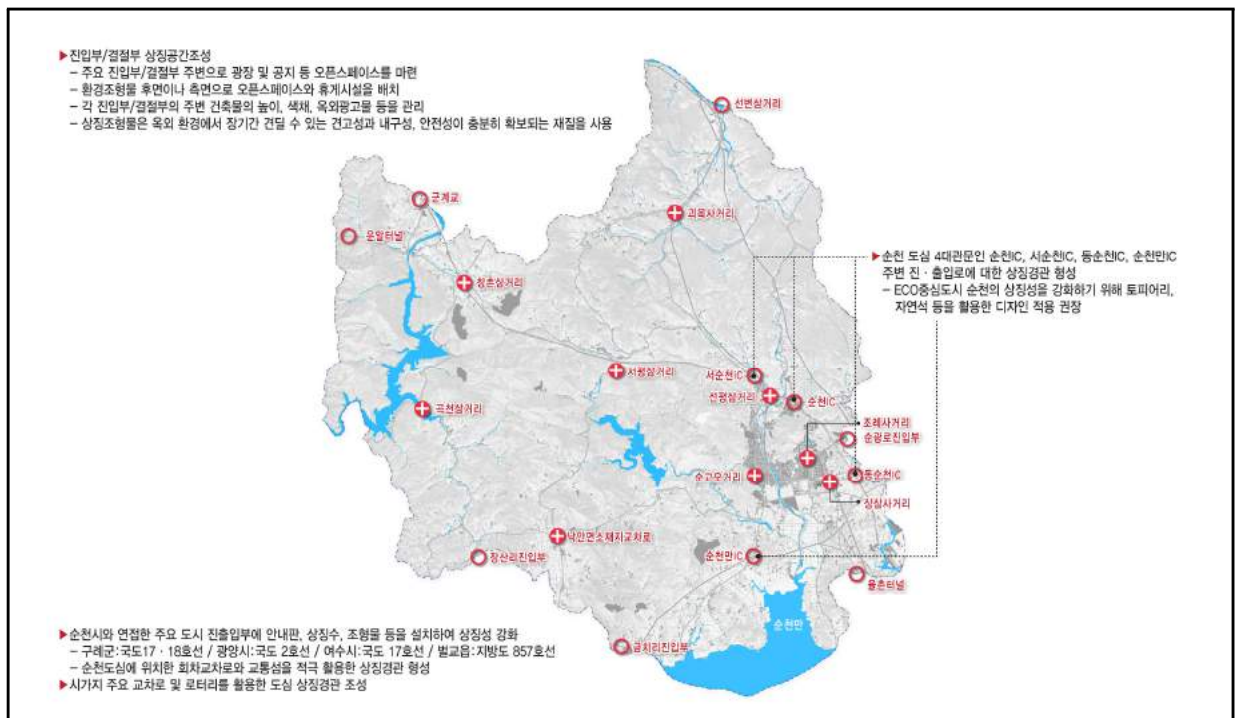 ▶진입부/결절부 상징공간조성
– 주요 진입부/결절부 주변으로 광장 및 공지 등 오픈스페이스를 마련
– 환경조형물 후면이나 측면으로 오픈스페이스와 휴게시설을 배치
– 각 진입부/결절부의 주변 건축물의 높이, 색채, 옥외광고물 등을 관리
– 상징조형물은 옥외 환경에서 장기간 견딜 수 있는 견고성과 내구성, 안전성이 충분히 확보되는 재질을 사용
선변삼거리
군계교
괴목사거리
운알터널
▶순천 도심 4대관문인 순천IC, 서순천IC, 동순천IC, 순천만IC
주변 진 · 출입로에 대한 상징경관 형성
– ECO중심도시 순천의 상징성을 강화하기 위해 토피어리,
자연석 등을 활용한 디자인 적용 권장
창촌삼거리
서평삼거리
서순천IC
선평삼거리
순천IC
곡천삼거리
조례사거리
순광로진입부
순고오거리
동순천IC
상삼사거리
낙안면소재지교차로
장산리진입부
순천만IC
율촌터널
순천만
금치리진입부
▶순천시와 연접한 주요 도시 진출입부에 안내판, 상징수, 조형물 등을 설치하여 상징성 강화
– 구례군:국도17 · 18호선 / 광양시:국도 2호선 / 여수시:국도 17호선 / 벌교읍:지방도 857호선
– 순천도심에 위치한 회차교차로와 교통섬을 적극 활용한 상징경관 형성
▶시가지 주요 교차로 및 로터리를 활용한 도심 상징경관 조성